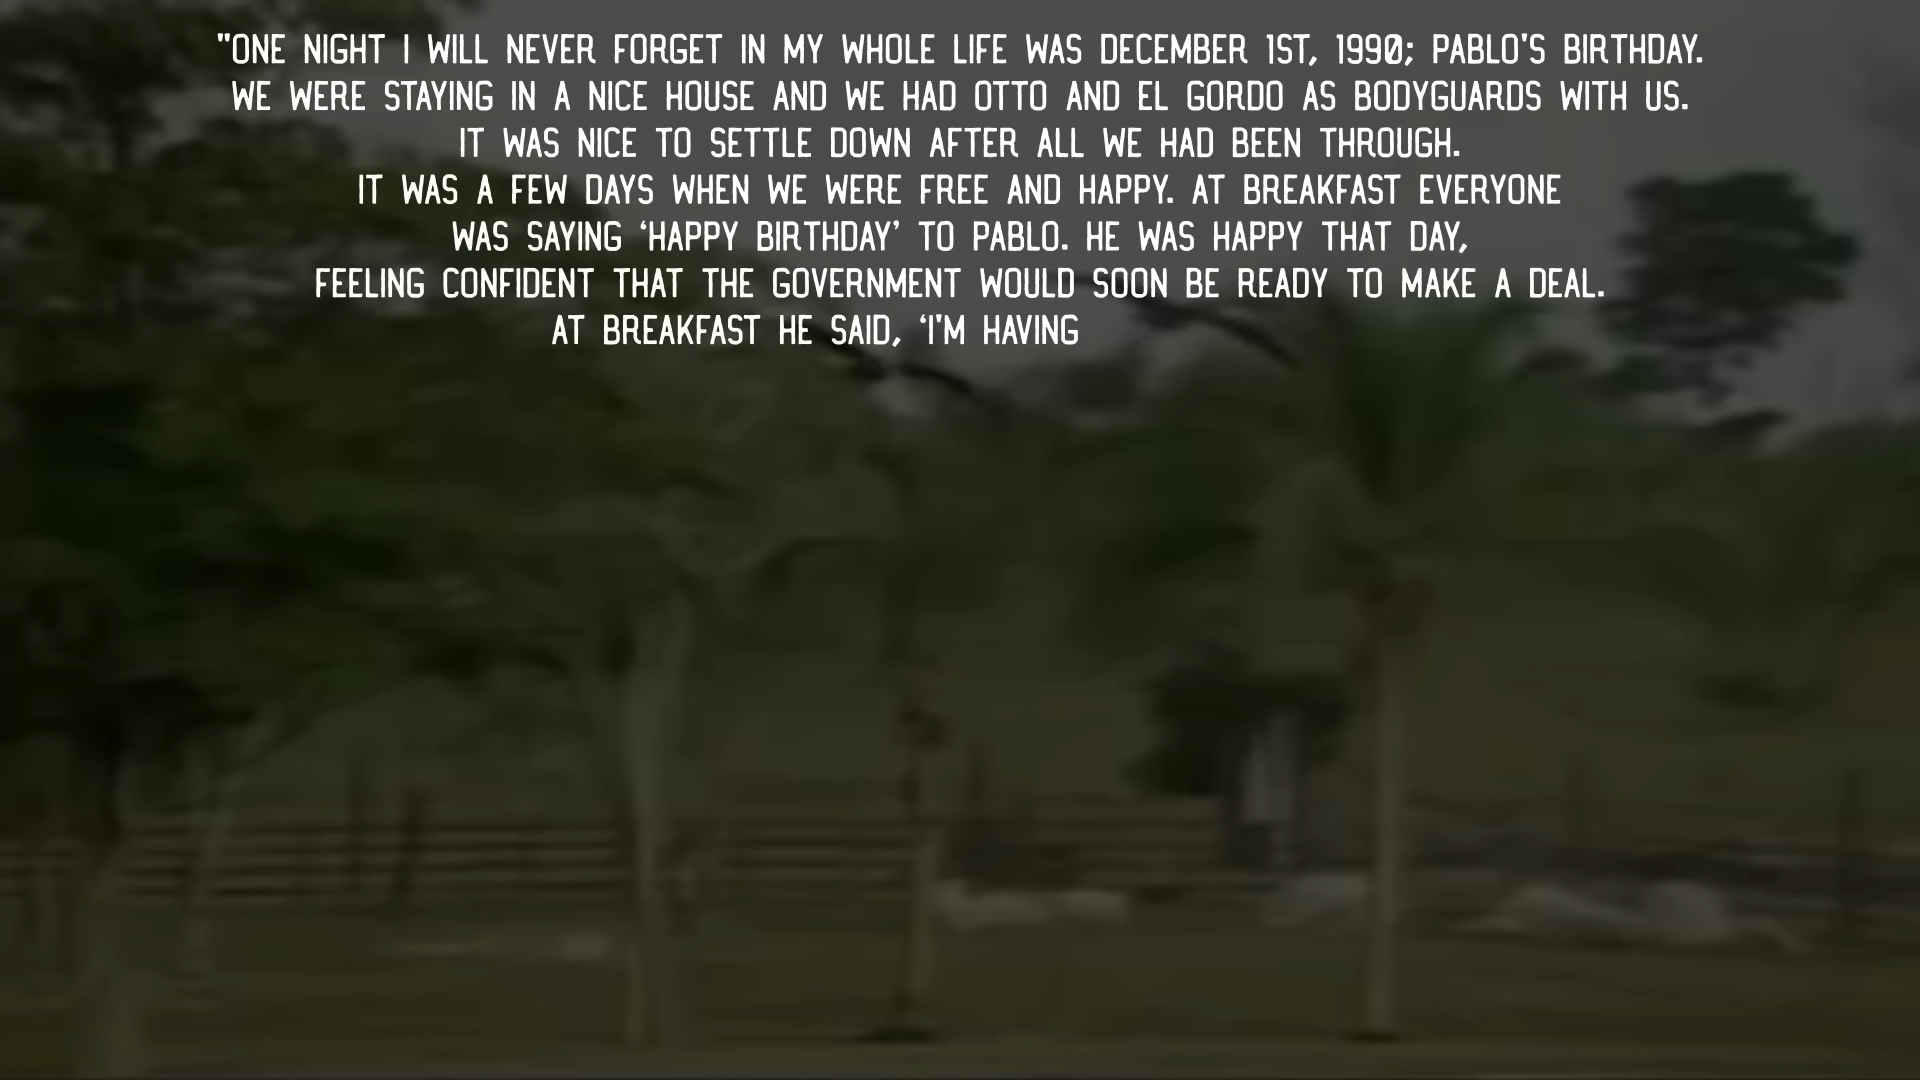 "ONE NIGHT I WILL NEVER FORGET IN MY WHOLE LIFE WAS DECEMBER 1ST, 1990; PABLO'S BIRTHDAY.
WE WERE STAYING IN A NICE HOUSE AND WE HAD OTTO AND EL GORDO AS BODYGUARDS WITH US.
IT WAS NICE TO SETTLE DOWN AFTER ALL WE HAD BEEN THROUGH.
IT WAS A FEW DAYS WHEN WE WERE FREE AND HAPPY. AT BREAKFAST EVERYONE
WAS SAYING ‘HAPPY BIRTHDAY’ TO PABLO. HE WAS HAPPY THAT DAY,
FEELING CONFIDENT THAT THE GOVERNMENT WOULD SOON BE READY TO MAKE A DEAL.
AT BREAKFAST HE SAID, ‘I'M HAVING